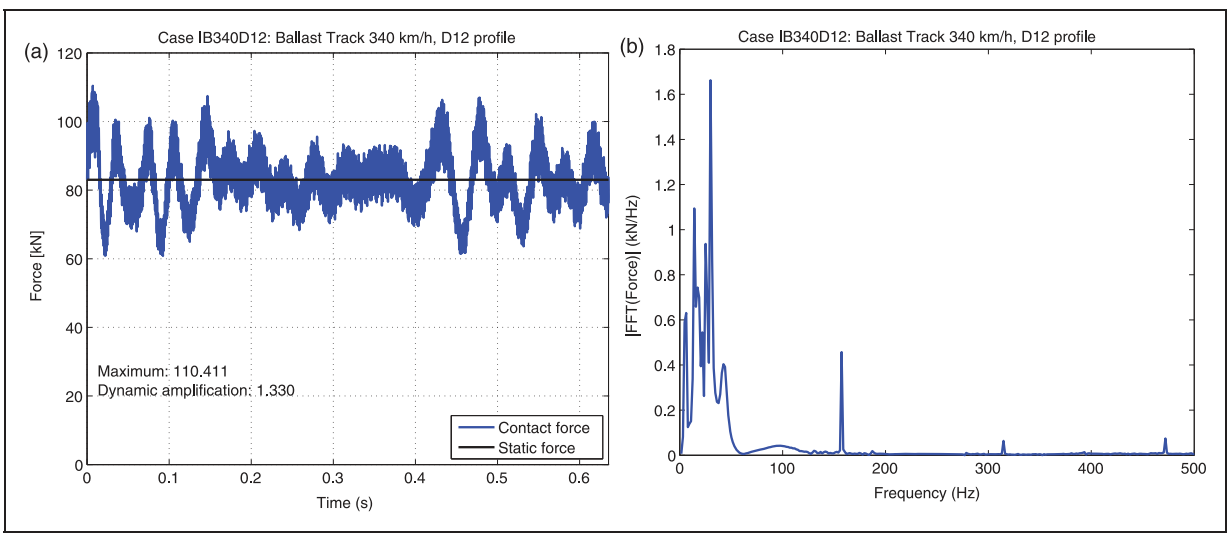 (a)
Case IB340D12: Ballast Track 340 km/h, D12 profile
120
100
80
60
40
20
0
Force [kN]
Maximum: 110.411
Dynamic amplification: 1.330
Contact force
Static force
0 0.1 0.2 0.3 0.4 0.5 0.6
Time (s)
(b)
Case IB340D12: Ballast Track 340 km/h, D12 profile
1.8
1.6
1.4
1.2
1
0.8
0.6
0.4
0.2
0
|FFT(Force)| (kN/Hz)
0 100 200 300 400 500
Frequency (Hz)